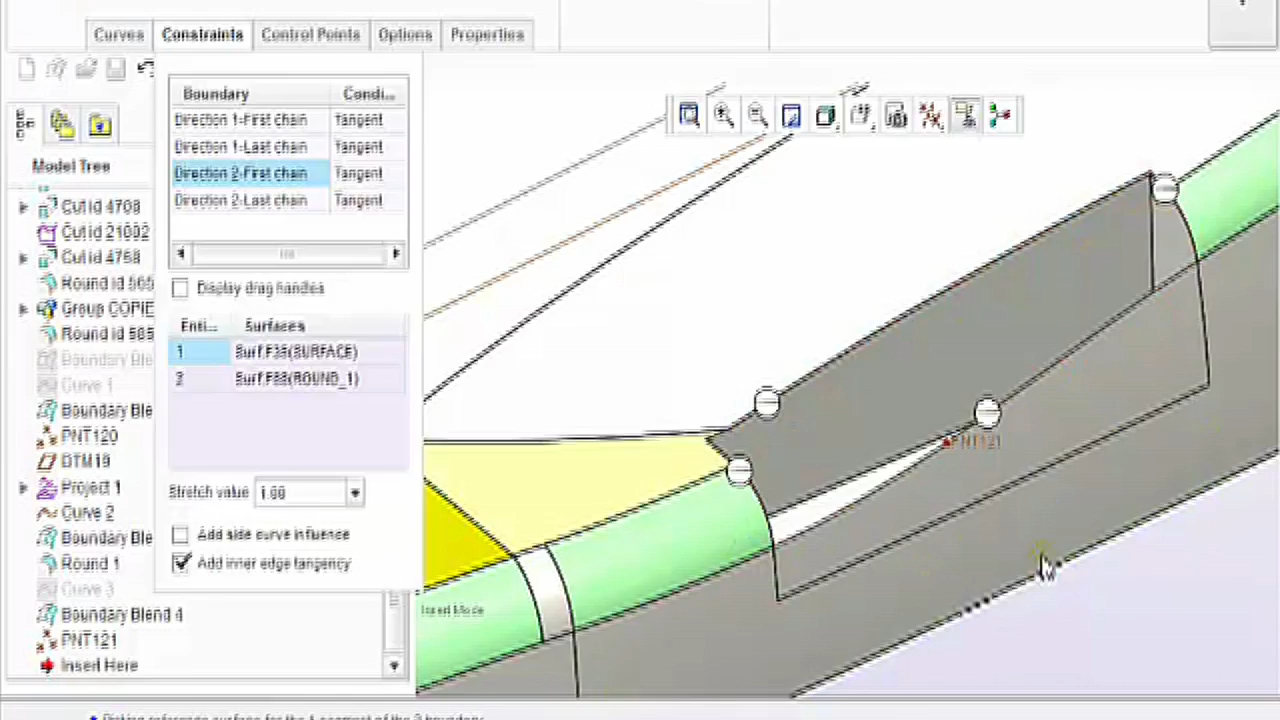 Curves Constraints Control Points Options Properties
Boundary Condi...
Direction 1-First chain Tangent
Direction 1-Last chain Tangent
Direction 2-First chain Tangent
Direction 2-Last chain Tangent
Display drag handles
Enti... Surfaces
1 Surf:F35(SURFACE)
2 Surf:F88(ROUND_1)
Stretch value 1.00
Add side curve influence
Add inner edge tangency
Model Tree
Cut id 4708
Cut id 21002
Cut id 4758
Round id 505
Group COPIE
Round id 585
Boundary Ble
Curve 1
Boundary Ble
PNT120
DTM19
Project 1
Curve 2
Boundary Ble
Round 1
Curve 3
Boundary Blend 4
PNT121
Insert Here
PNT121
Insert Mode